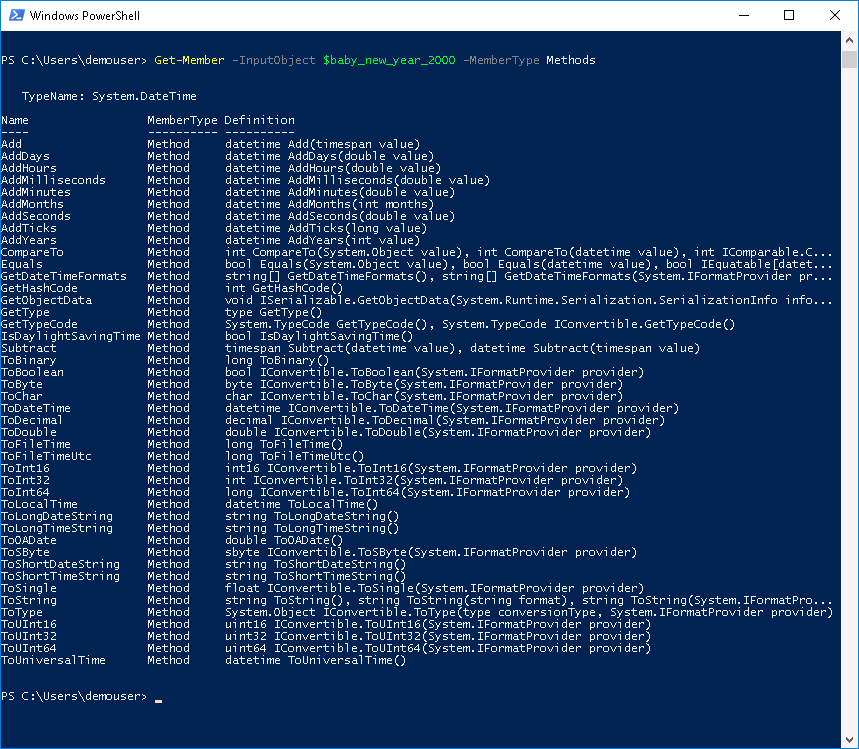 Windows PowerShell
PS C:\Users\demouser> Get-Member -InputObject $baby_new_year_2000 -MemberType Methods
TypeName: System.DateTime
Name MemberType Definition
---- ---------- ----------
Add Method datetime Add(timespan value)
AddDays Method datetime AddDays(double value)
AddHours Method datetime AddHours(double value)
AddMilliseconds Method datetime AddMilliseconds(double value)
AddMinutes Method datetime AddMinutes(double value)
AddMonths Method datetime AddMonths(int months)
AddSeconds Method datetime AddSeconds(double value)
AddTicks Method datetime AddTicks(long value)
AddYears Method datetime AddYears(int value)
CompareTo Method int CompareTo(System.Object value), int CompareTo(datetime value), int IComparable.C...
Equals Method bool Equals(System.Object value), bool Equals(datetime value), bool IEquatable[datet...
GetDateTimeFormats Method string[] GetDateTimeFormats(), string[] GetDateTimeFormats(System.IFormatProvider pr...
GetHashCode Method int GetHashCode()
GetObjectData Method void ISerializable.GetObjectData(System.Runtime.Serialization.SerializationInfo info...
GetType Method type GetType()
GetTypeCode Method System.TypeCode GetTypeCode(), System.TypeCode IConvertible.GetTypeCode()
IsDaylightSavingTime Method bool IsDaylightSavingTime()
Subtract Method timespan Subtract(datetime value), datetime Subtract(timespan value)
ToBinary Method long ToBinary()
ToBoolean Method bool IConvertible.ToBoolean(System.IFormatProvider provider)
ToByte Method byte IConvertible.ToByte(System.IFormatProvider provider)
ToChar Method char IConvertible.ToChar(System.IFormatProvider provider)
ToDateTime Method datetime IConvertible.ToDateTime(System.IFormatProvider provider)
ToDecimal Method decimal IConvertible.ToDecimal(System.IFormatProvider provider)
ToDouble Method double IConvertible.ToDouble(System.IFormatProvider provider)
ToFileTime Method long ToFileTime()
ToFileTimeUtc Method long ToFileTimeUtc()
ToInt16 Method int16 IConvertible.ToInt16(System.IFormatProvider provider)
ToInt32 Method int IConvertible.ToInt32(System.IFormatProvider provider)
ToInt64 Method long IConvertible.ToInt64(System.IFormatProvider provider)
ToLocalTime Method datetime ToLocalTime()
ToLongDateString Method string ToLongDateString()
ToLongTimeString Method string ToLongTimeString()
ToOADate Method double ToOADate()
ToSByte Method sbyte IConvertible.ToSByte(System.IFormatProvider provider)
ToShortDateString Method string ToShortDateString()
ToShortTimeString Method string ToShortTimeString()
ToSingle Method float IConvertible.ToSingle(System.IFormatProvider provider)
ToString Method string ToString(), string ToString(string format), string ToString(System.IFormatPro...
ToType Method System.Object IConvertible.ToType(type conversionType, System.IFormatProvider provider)
ToUInt16 Method uint16 IConvertible.ToUInt16(System.IFormatProvider provider)
ToUInt32 Method uint32 IConvertible.ToUInt32(System.IFormatProvider provider)
ToUInt64 Method uint64 IConvertible.ToUInt64(System.IFormatProvider provider)
ToUniversalTime Method datetime ToUniversalTime()
PS C:\Users\demouser> _